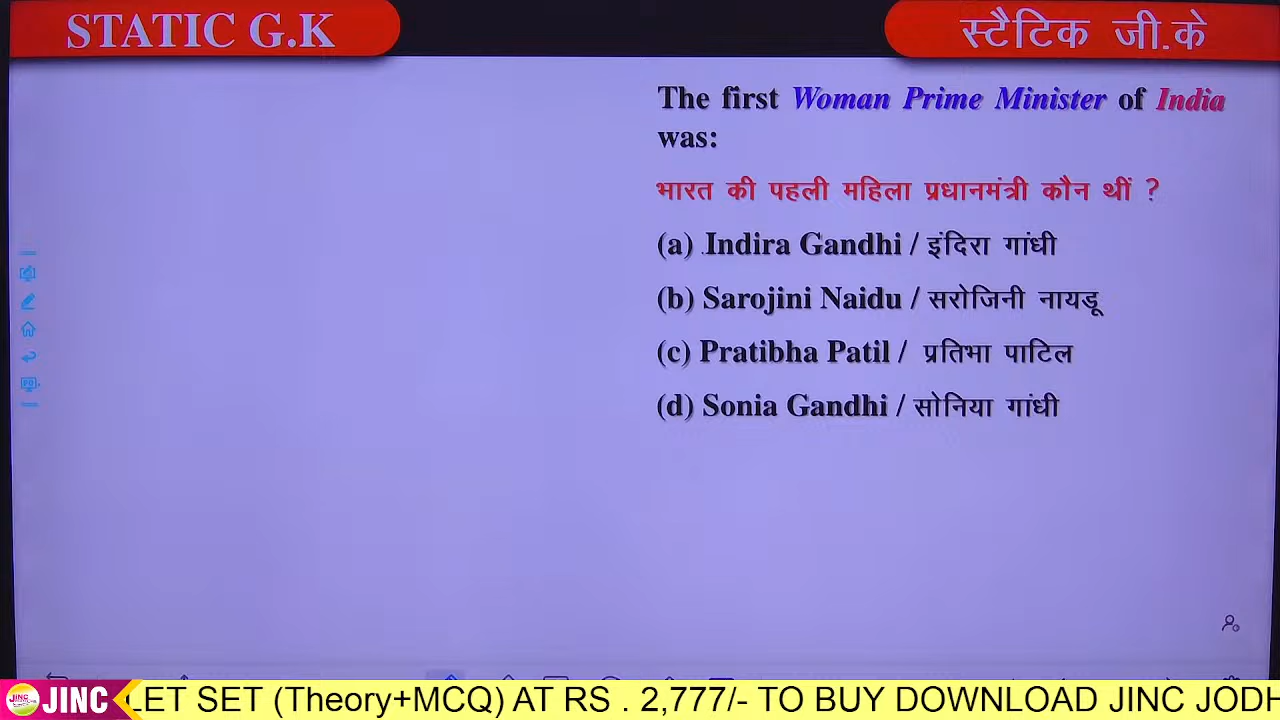 STATIC G.K
स्टैटिक जी.के
The first Woman Prime Minister of India
was:
भारत की पहली महिला प्रधानमंत्री कौन थीं ?
(a) Indira Gandhi / इंदिरा गांधी
(b) Sarojini Naidu / सरोजिनी नायडू
(c) Pratibha Patil / प्रतिभा पाटिल
(d) Sonia Gandhi / सोनिया गांधी
JINC LET SET (Theory+MCQ) AT RS . 2,777/- TO BUY DOWNLOAD JINC JODH